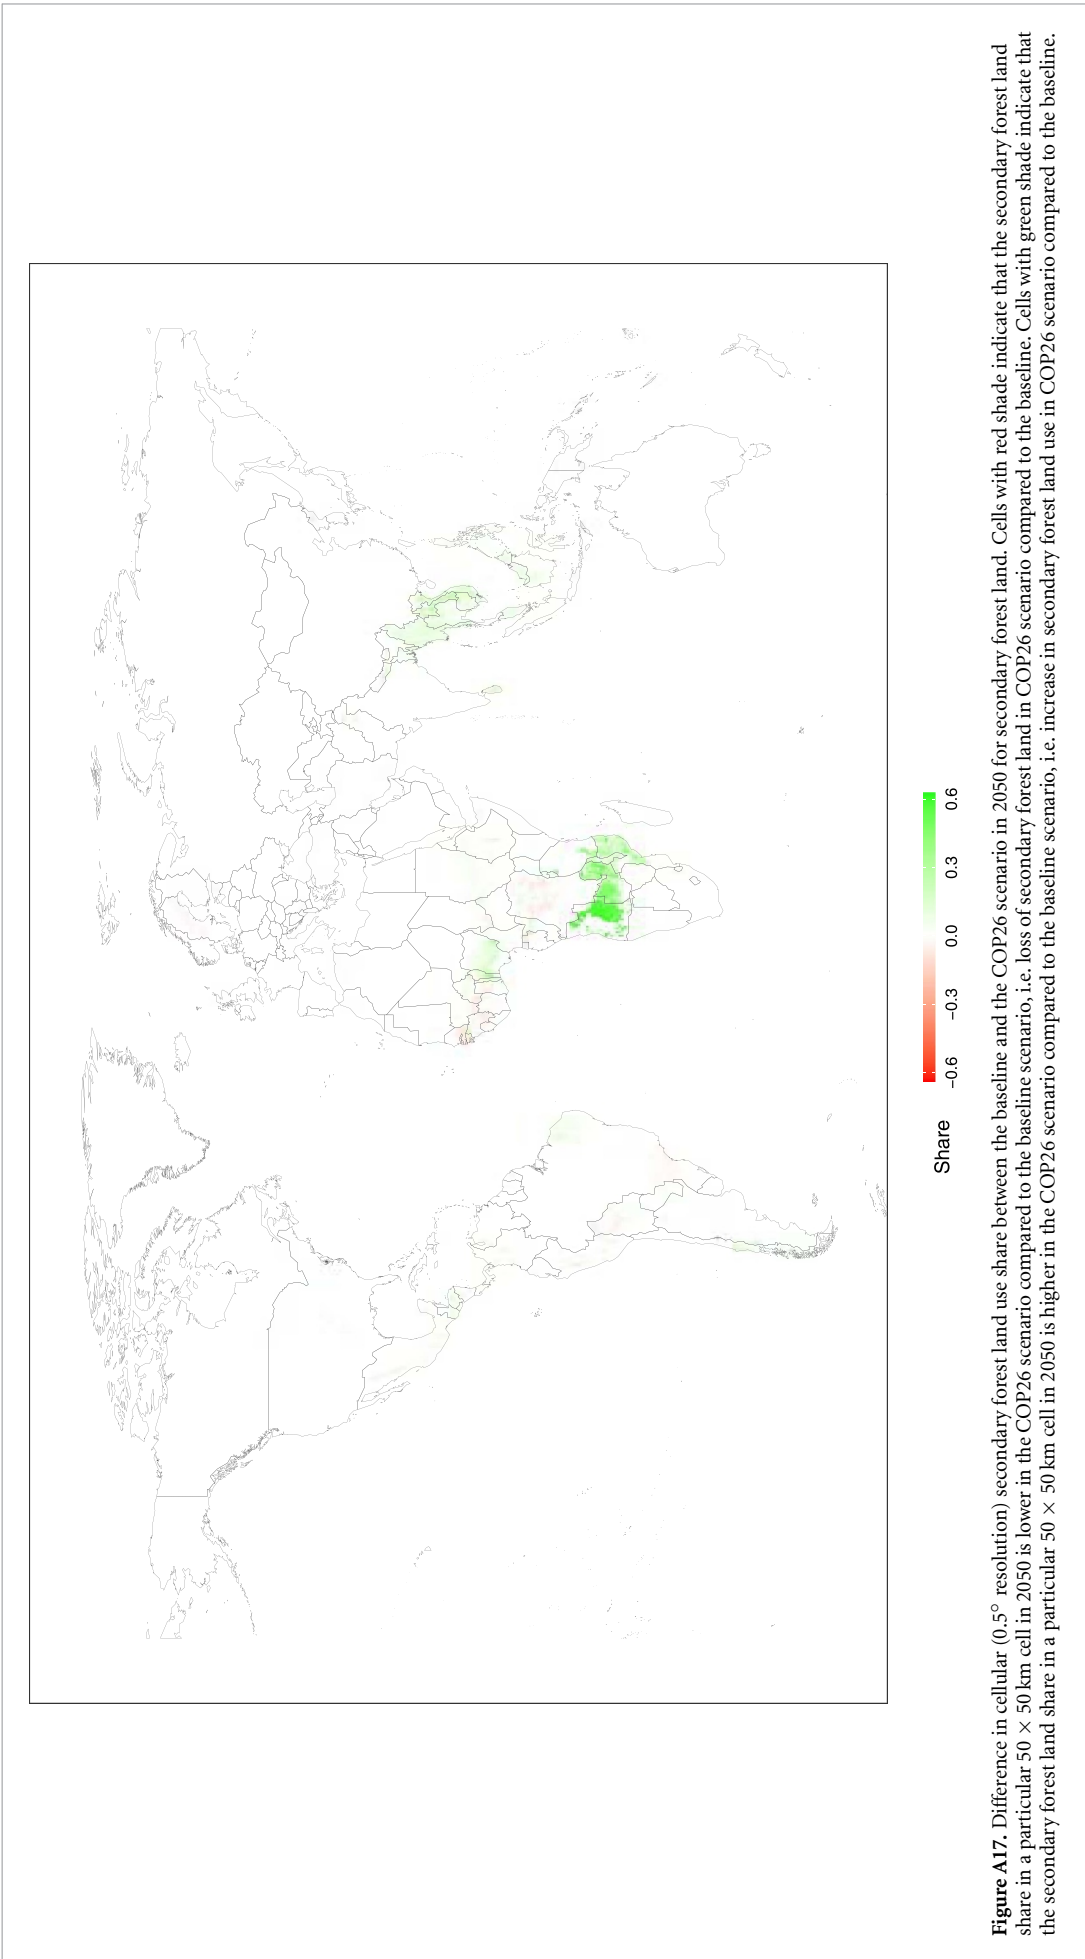 Share
−0.6
−0.3
0.0
0.3
0.6
Figure A17. Difference in cellular (0.5° resolution) secondary forest land use share between the baseline and the COP26 scenario in 2050 for secondary forest land. Cells with red shade indicate that the secondary forest land
share in a particular 50 × 50 km cell in 2050 is lower in the COP26 scenario compared to the baseline scenario, i.e. loss of secondary forest land in COP26 scenario compared to the baseline. Cells with green shade indicate that
the secondary forest land share in a particular 50 × 50 km cell in 2050 is higher in the COP26 scenario compared to the baseline scenario, i.e. increase in secondary forest land use in COP26 scenario compared to the baseline.